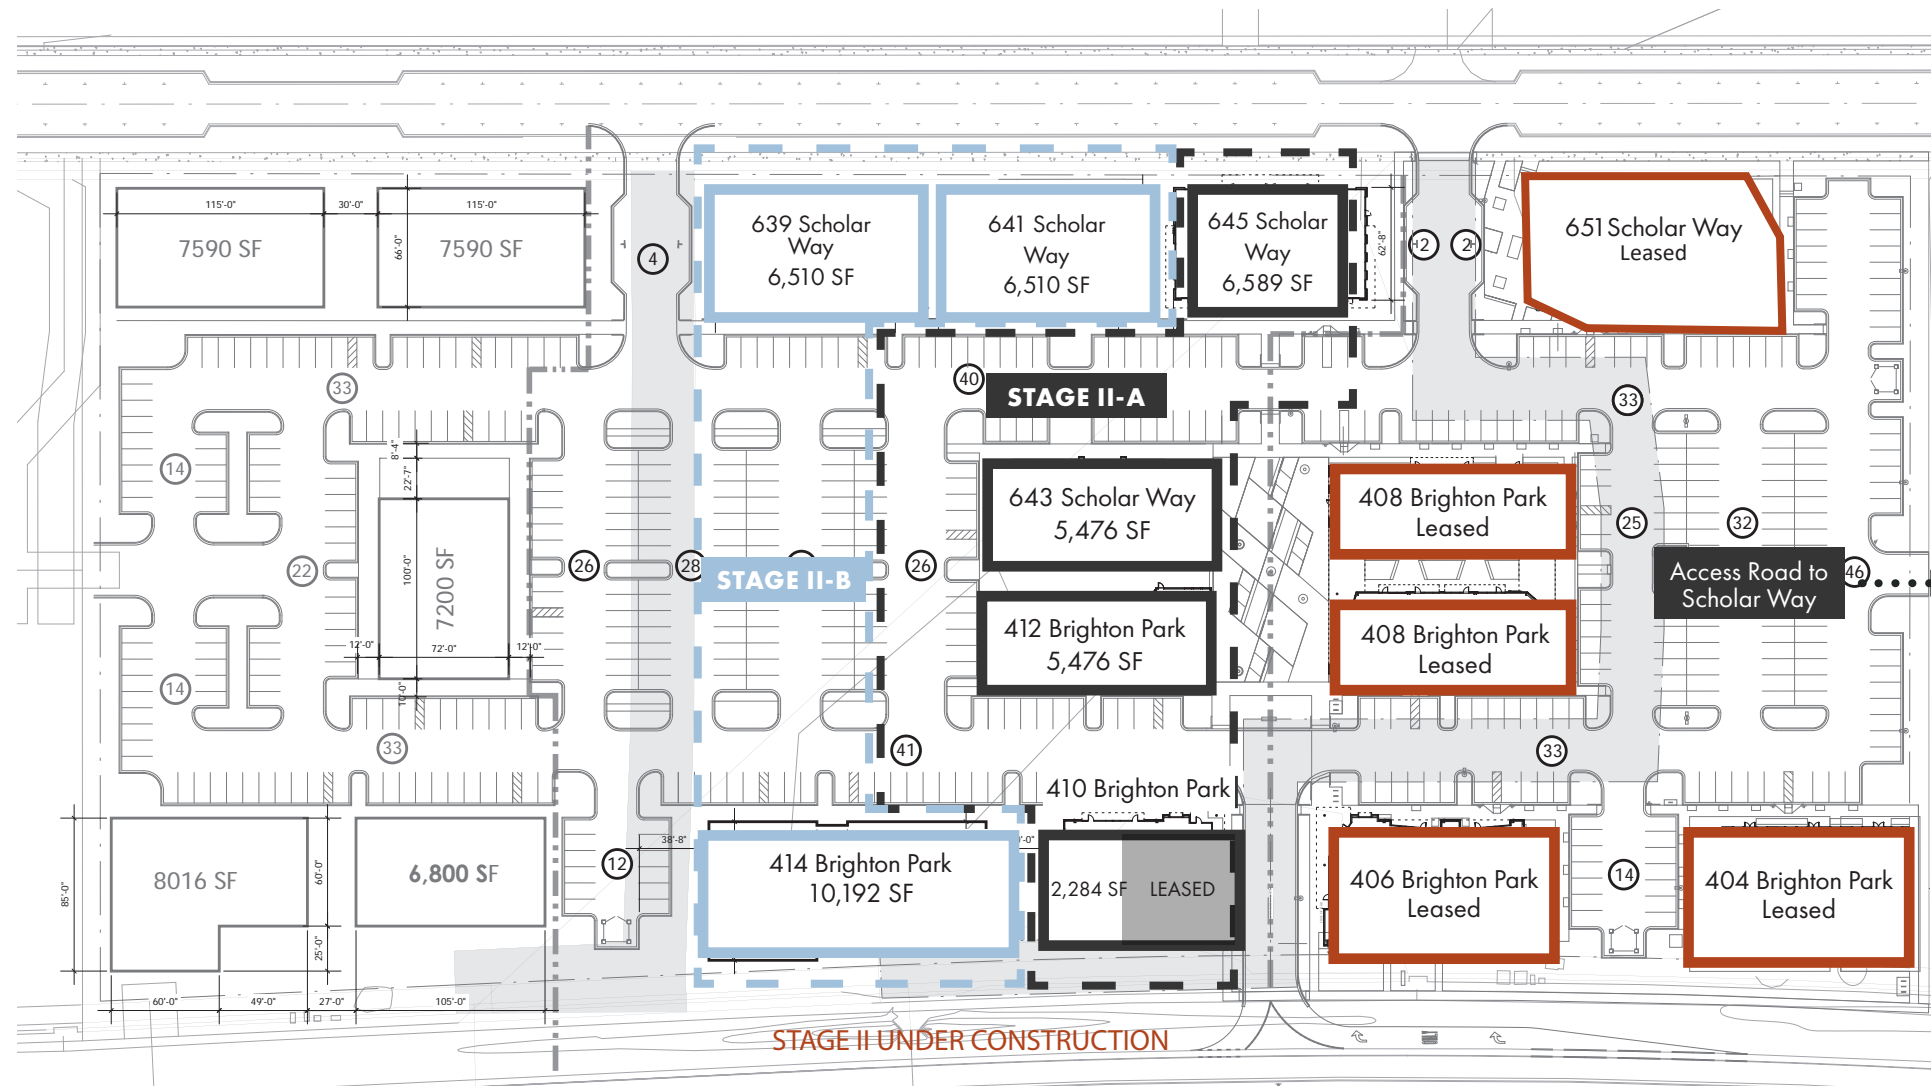 115'-0"
30'-0"
115'-0"
7590 SF
7590 SF
66'-0"
4
639 Scholar
Way
6,510 SF
641 Scholar
Way
6,510 SF
645 Scholar
Way
6,589 SF
62'-8"
2
2
651 Scholar Way
Leased
33
40
STAGE II-A
33
14
8'-4"
22'-7"
100'-0"
7200 SF
12'-0"
72'-0"
12'-0"
10'-0"
22
14
33
26
28
STAGE II-B
26
643 Scholar Way
5,476 SF
412 Brighton Park
5,476 SF
408 Brighton Park
Leased
408 Brighton Park
Leased
25
32
Access Road to
Scholar Way
46
41
33
410 Brighton Park
85'-0"
8016 SF
60'-0"
25'-0"
6,800 SF
12
38'-8"
414 Brighton Park
10,192 SF
2,284 SF
LEASED
406 Brighton Park
Leased
14
404 Brighton Park
Leased
60'-0"
49'-0"
27'-0"
105'-0"
STAGE II UNDER CONSTRUCTION